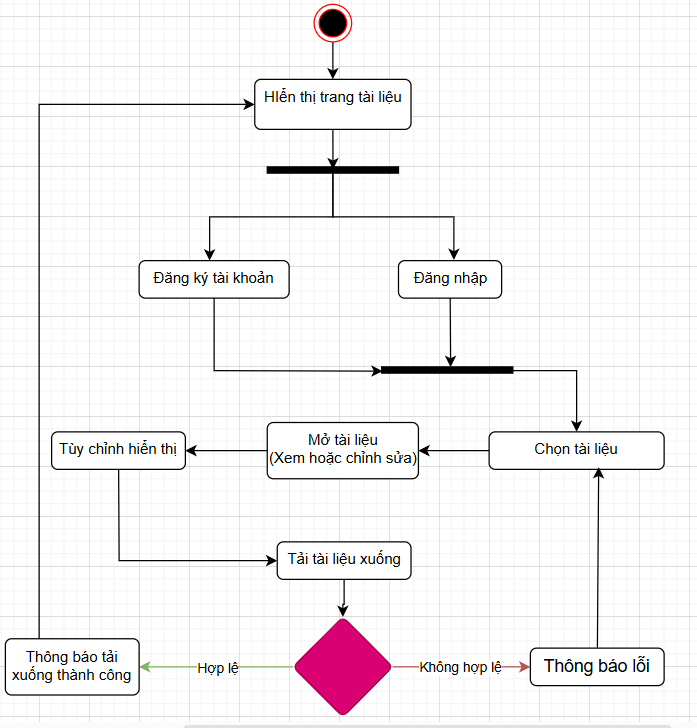 HIển thị trang tài liệu
Đăng ký tài khoản
Đăng nhập
Tùy chỉnh hiển thị
Mở tài liệu
(Xem hoặc chỉnh sửa)
Chọn tài liệu
Tải tài liệu xuống
Thông báo tải
xuống thành công
Hợp lệ
Không hợp lệ
Thông báo lỗi